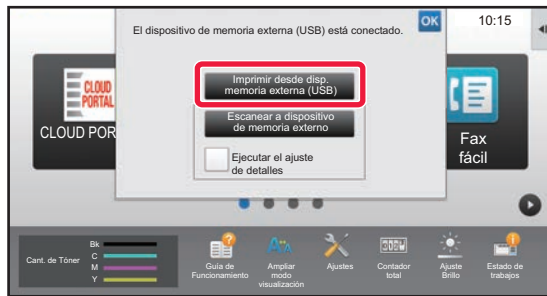 El dispositivo de memoria externa (USB) está conectado.
OK
10:15
Imprimir desde disp.
memoria externa (USB)
Escanear a dispositivo
de memoria externo
Ejecutar el ajuste
de detalles
CLOUD
PORTAL
CLOUD POR
Fax
fácil
Cant. de Tóner
Bk
C
M
Y
Guía de
Funcionamiento
Ampliar
modo
visualización
Ajustes
Contador
total
Ajuste
Brillo
Estado de
trabajos